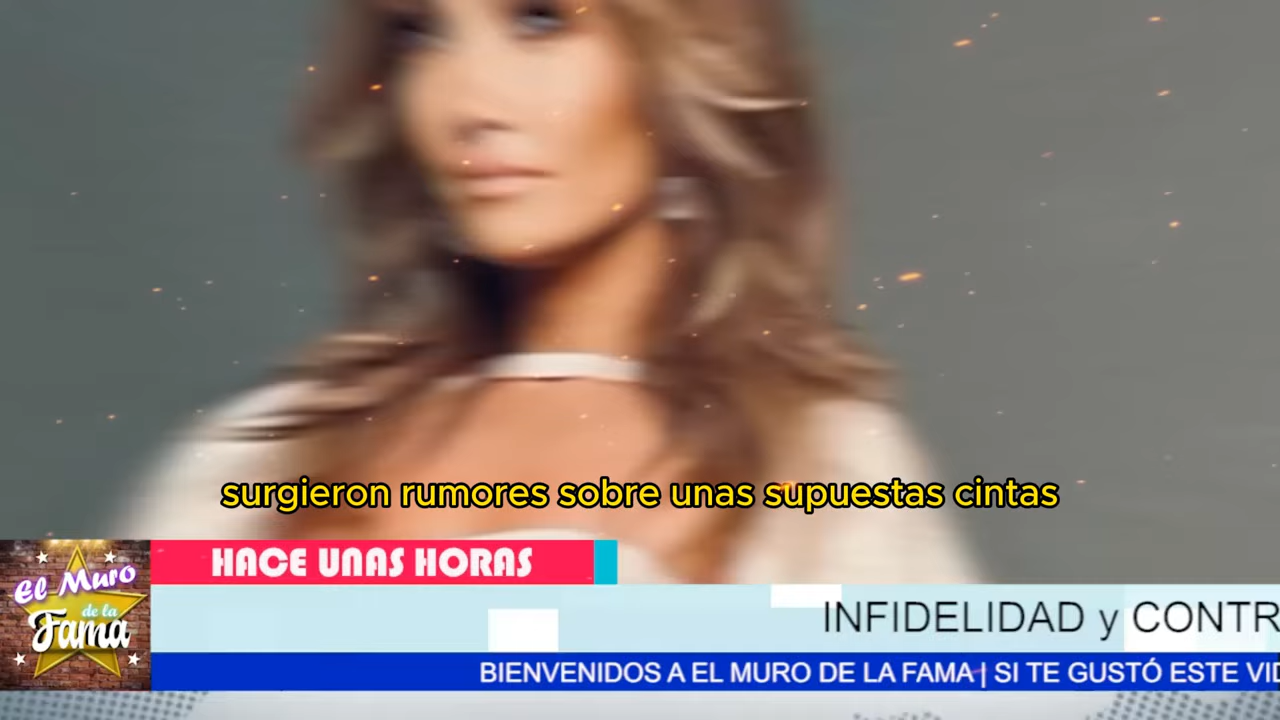 surgieron rumores sobre unas supuestas cintas
HACE UNAS HORAS
El Muro
de la
Fama
INFIDELIDAD y CONTR
BIENVENIDOS A EL MURO DE LA FAMA | SI TE GUSTÓ ESTE VID